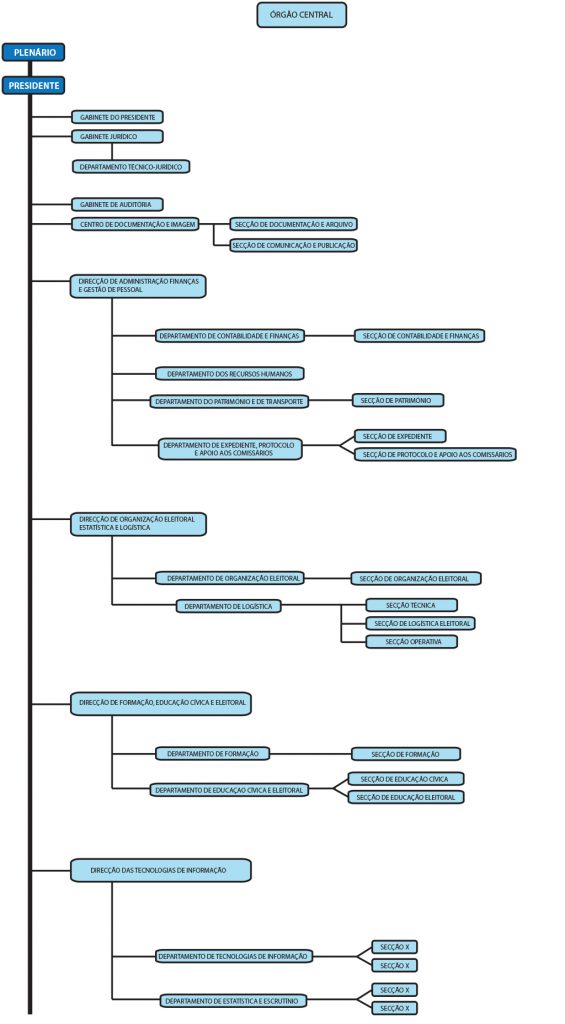 ÓRGÃO CENTRAL
PLENÁRIO
PRESIDENTE
GABINETE DO PRESIDENTE
GABINETE JURÍDICO
DEPARTAMENTO TÉCNICO-JURÍDICO
GABINETE DE AUDITORIA
CENTRO DE DOCUMENTAÇÃO E IMAGEM
SECÇÃO DE DOCUMENTAÇÃO E ARQUIVO
SECÇÃO DE COMUNICAÇÃO E PUBLICAÇÃO
DIRECÇÃO DE ADMINISTRAÇÃO FINANÇAS
E GESTÃO DE PESSOAL
DEPARTAMENTO DE CONTABILIDADE E FINANÇAS
SECÇÃO DE CONTABILIDADE E FINANÇAS
DEPARTAMENTO DOS RECURSOS HUMANOS
DEPARTAMENTO DO PATRIMÓNIO E DE TRANSPORTE
SECÇÃO DE PATRIMÓNIO
DEPARTAMENTO DE EXPEDIENTE, PROTOCOLO
E APOIO AOS COMISSÁRIOS
SECÇÃO DE EXPEDIENTE
SECÇÃO DE PROTOCOLO E APOIO AOS COMISSÁRIOS
DIRECÇÃO DE ORGANIZAÇÃO ELEITORAL
ESTATÍSTICA E LOGÍSTICA
DEPARTAMENTO DE ORGANIZAÇÃO ELEITORAL
SECÇÃO DE ORGANIZAÇÃO ELEITORAL
DEPARTAMENTO DE LOGÍSTICA
SECÇÃO TÉCNICA
SECÇÃO DE LOGÍSTICA ELEITORAL
SECÇÃO OPERATIVA
DIRECÇÃO DE FORMAÇÃO, EDUCAÇÃO CÍVICA E ELEITORAL
DEPARTAMENTO DE FORMAÇÃO
SECÇÃO DE FORMAÇÃO
DEPARTAMENTO DE EDUCAÇAO CÍVICA E ELEITORAL
SECÇÃO DE EDUCAÇÃO CÍVICA
SECÇÃO DE EDUCAÇÃO ELEITORAL
DIRECÇÃO DAS TECNOLOGIAS DE INFORMAÇÃO
DEPARTAMENTO DE TECNOLOGIAS DE INFORMAÇÃO
SECÇÃO X
SECÇÃO X
DEPARTAMENTO DE ESTATÍSTICA E ESCRUTÍNIO
SECÇÃO X
SECÇÃO X